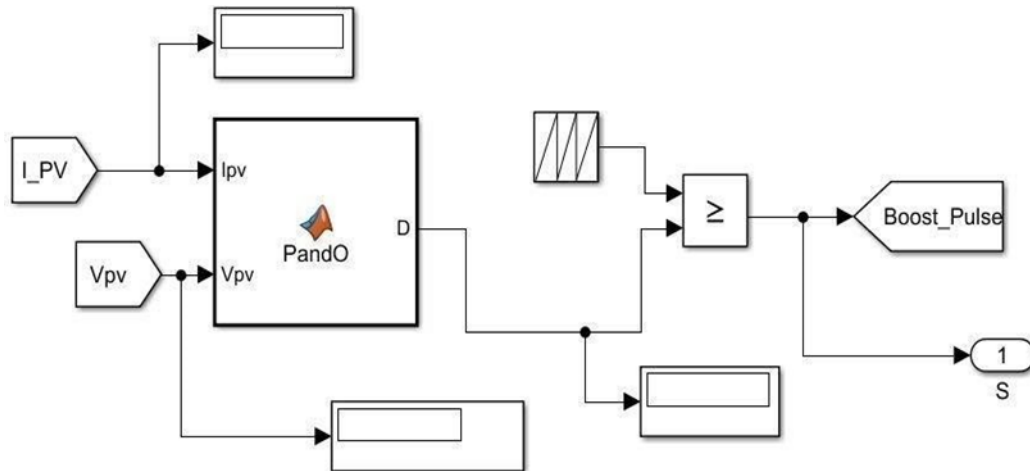 I_PV
Ipv
D
PandO
Vpv
Vpv
≥
Boost_Pulse
1
S